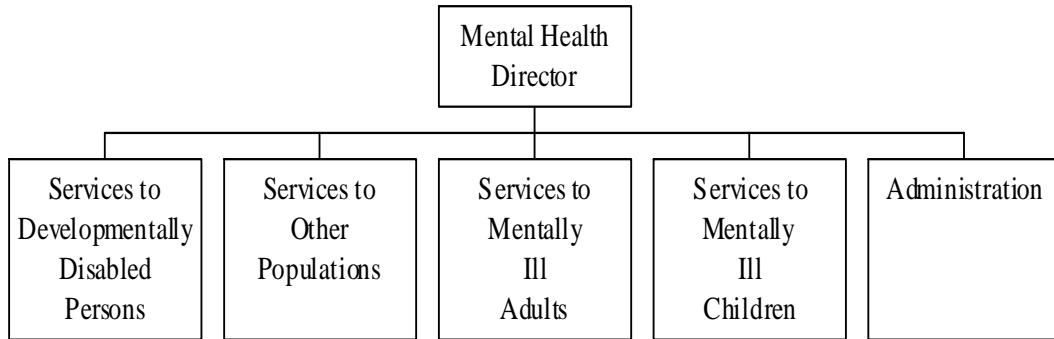 Mental Health
Director
Services to
Developmentally
Disabled
Persons
Services to
Other
Populations
Services to
Mentally
Ill
Adults
Services to
Mentally
Ill
Children
Administration